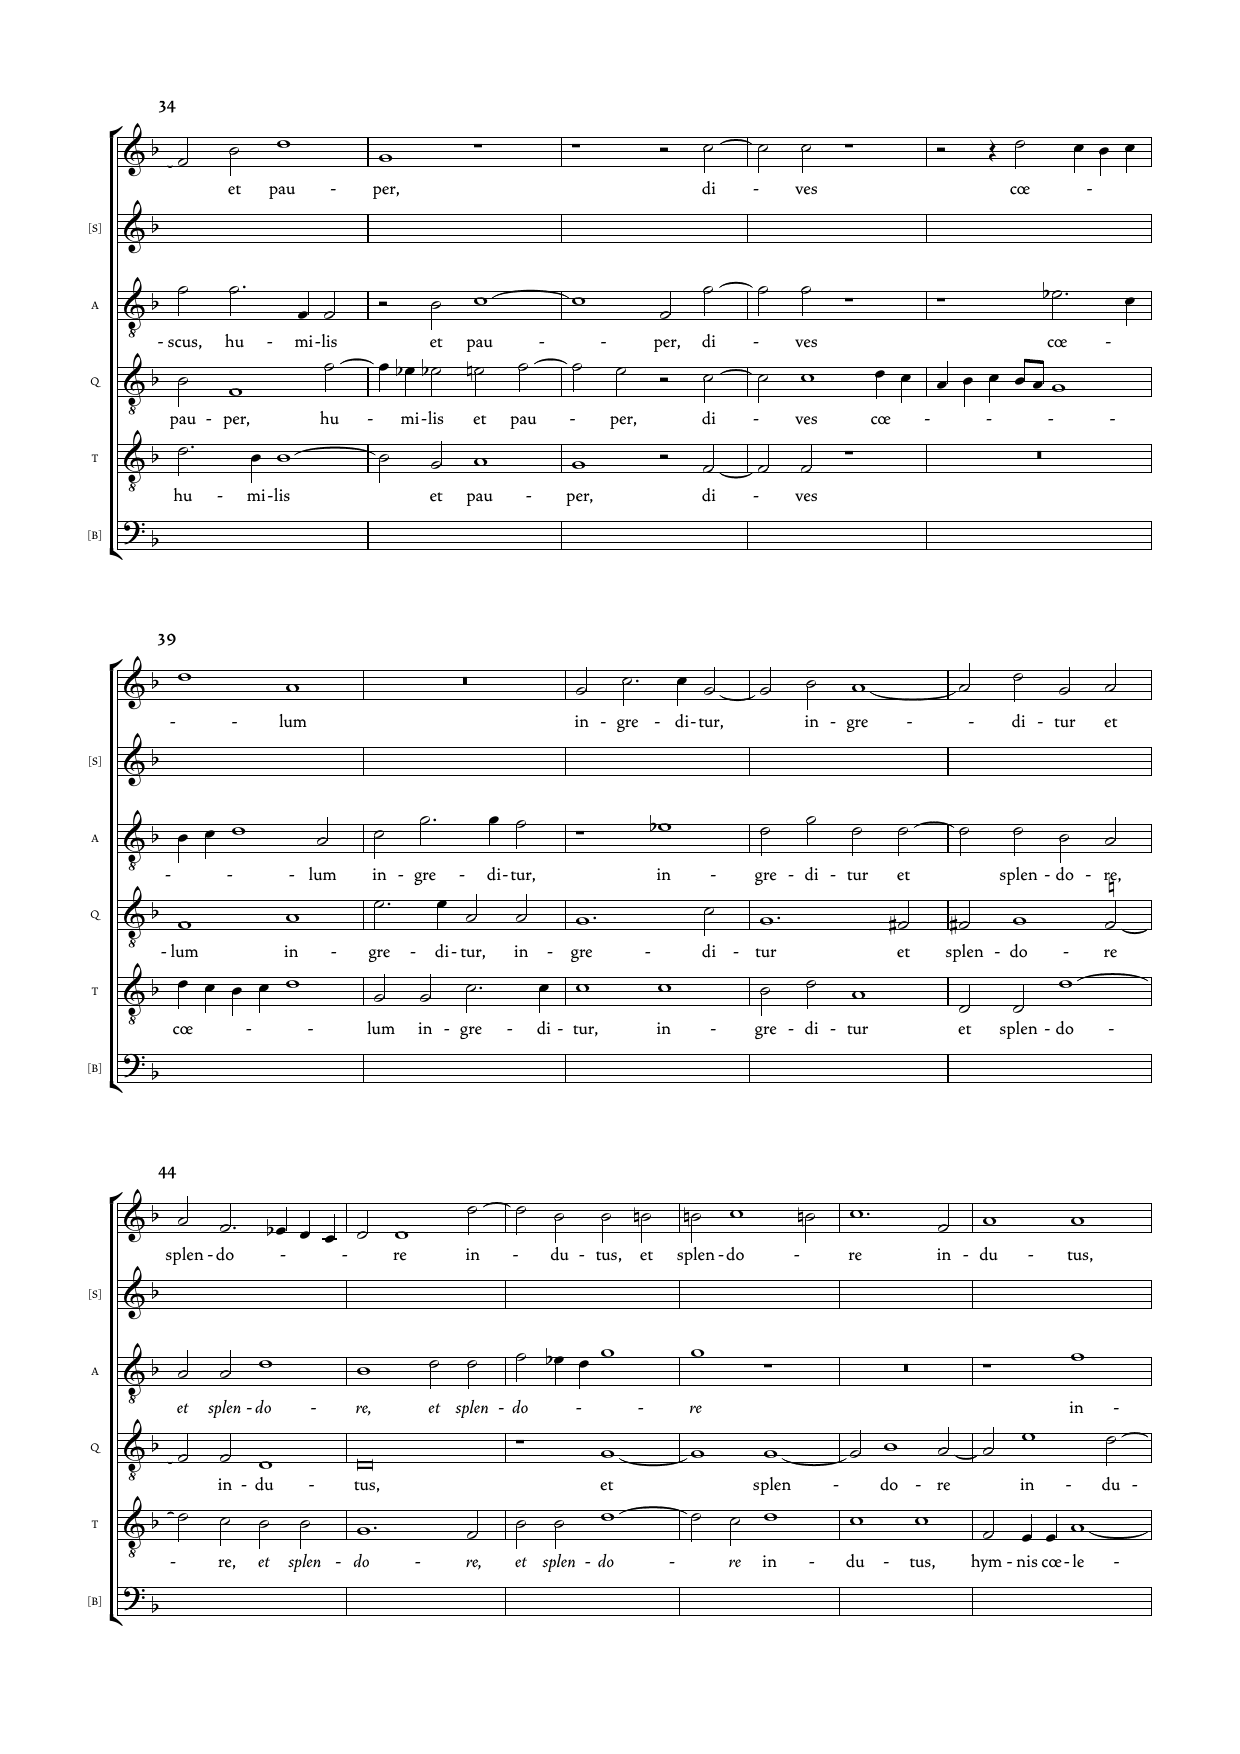 34
et pau - per, di - ves cœ -
[S]
A
- scus, hu - mi-lis et pau - - per, di - ves cœ -
Q
pau - per, hu - mi-lis et pau - per, di - ves cœ - - - - -
T
hu - mi-lis et pau - per, di - ves
[B]
39
- - lum in - gre - di-tur, in - gre - - di - tur et
[S]
A
- - - lum in - gre - di-tur, in - gre - di - tur et splen - do - re,
Q
- lum in - gre - di-tur, in - gre - di - tur et splen - do - re
T
cœ - - - lum in - gre - di - tur, in - gre - di - tur et splen - do -
[B]
44
splen - do - - - re in - du - tus, et splen - do - re in - du - tus,
[S]
A
et splen - do - re, et splen - do - - re in -
Q
in - du - tus, et splen - do - re in - du -
T
- re, et splen - do - re, et splen - do - re in - du - tus, hym - nis cœ - le -
[B]